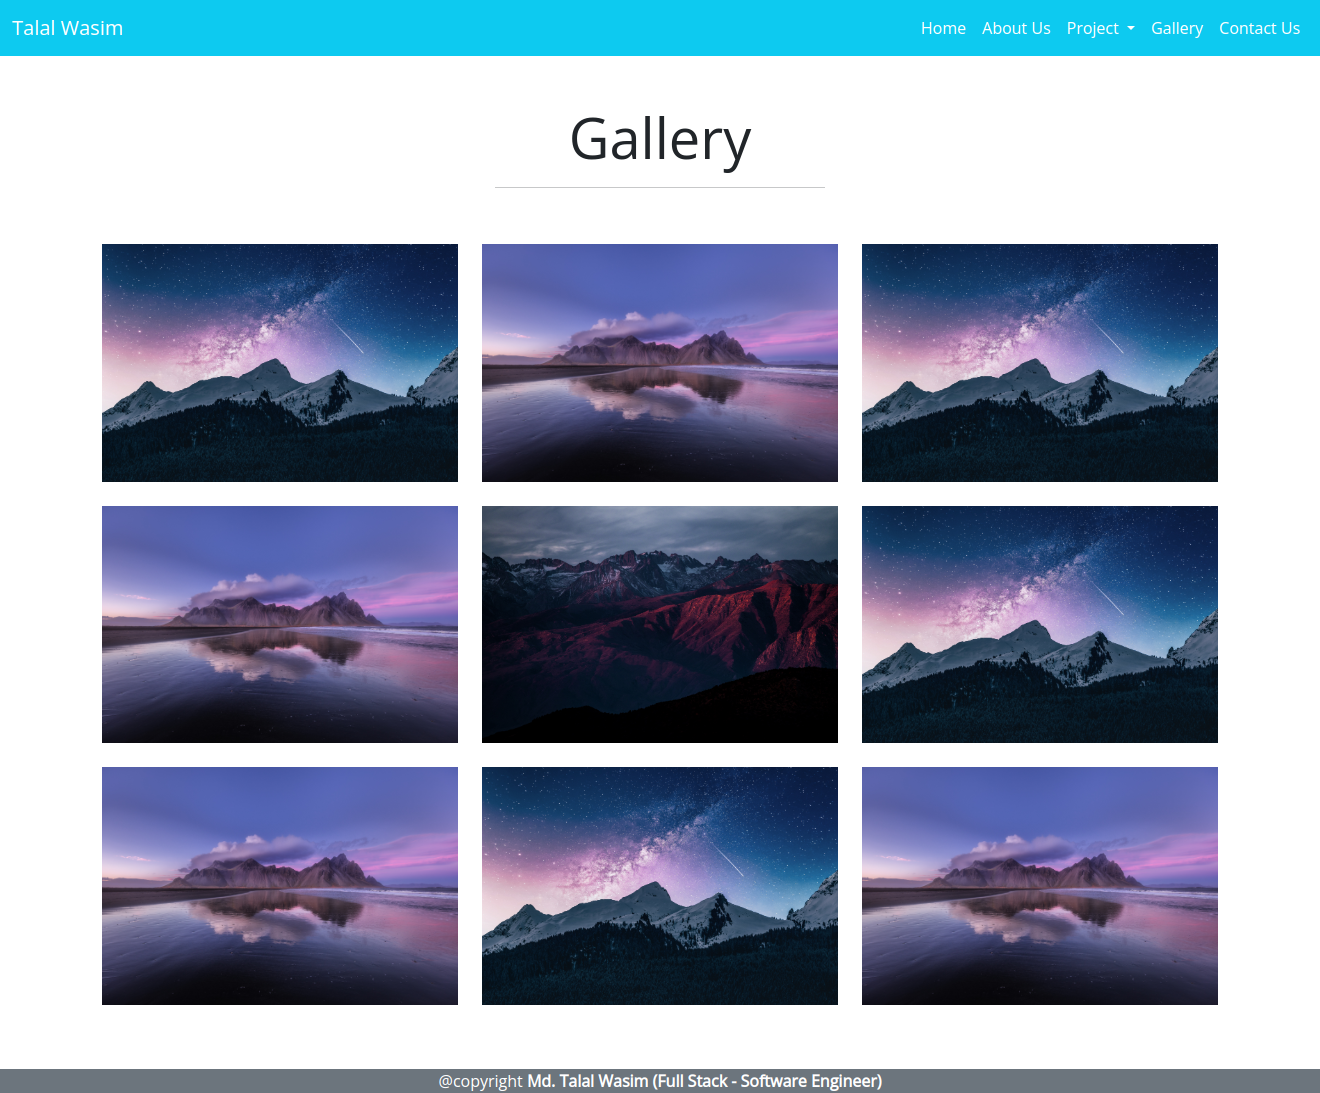 Talal Wasim Home About Us Project Gallery Contact Us
Gallery
@copyright Md. Talal Wasim (Full Stack - Software Engineer)